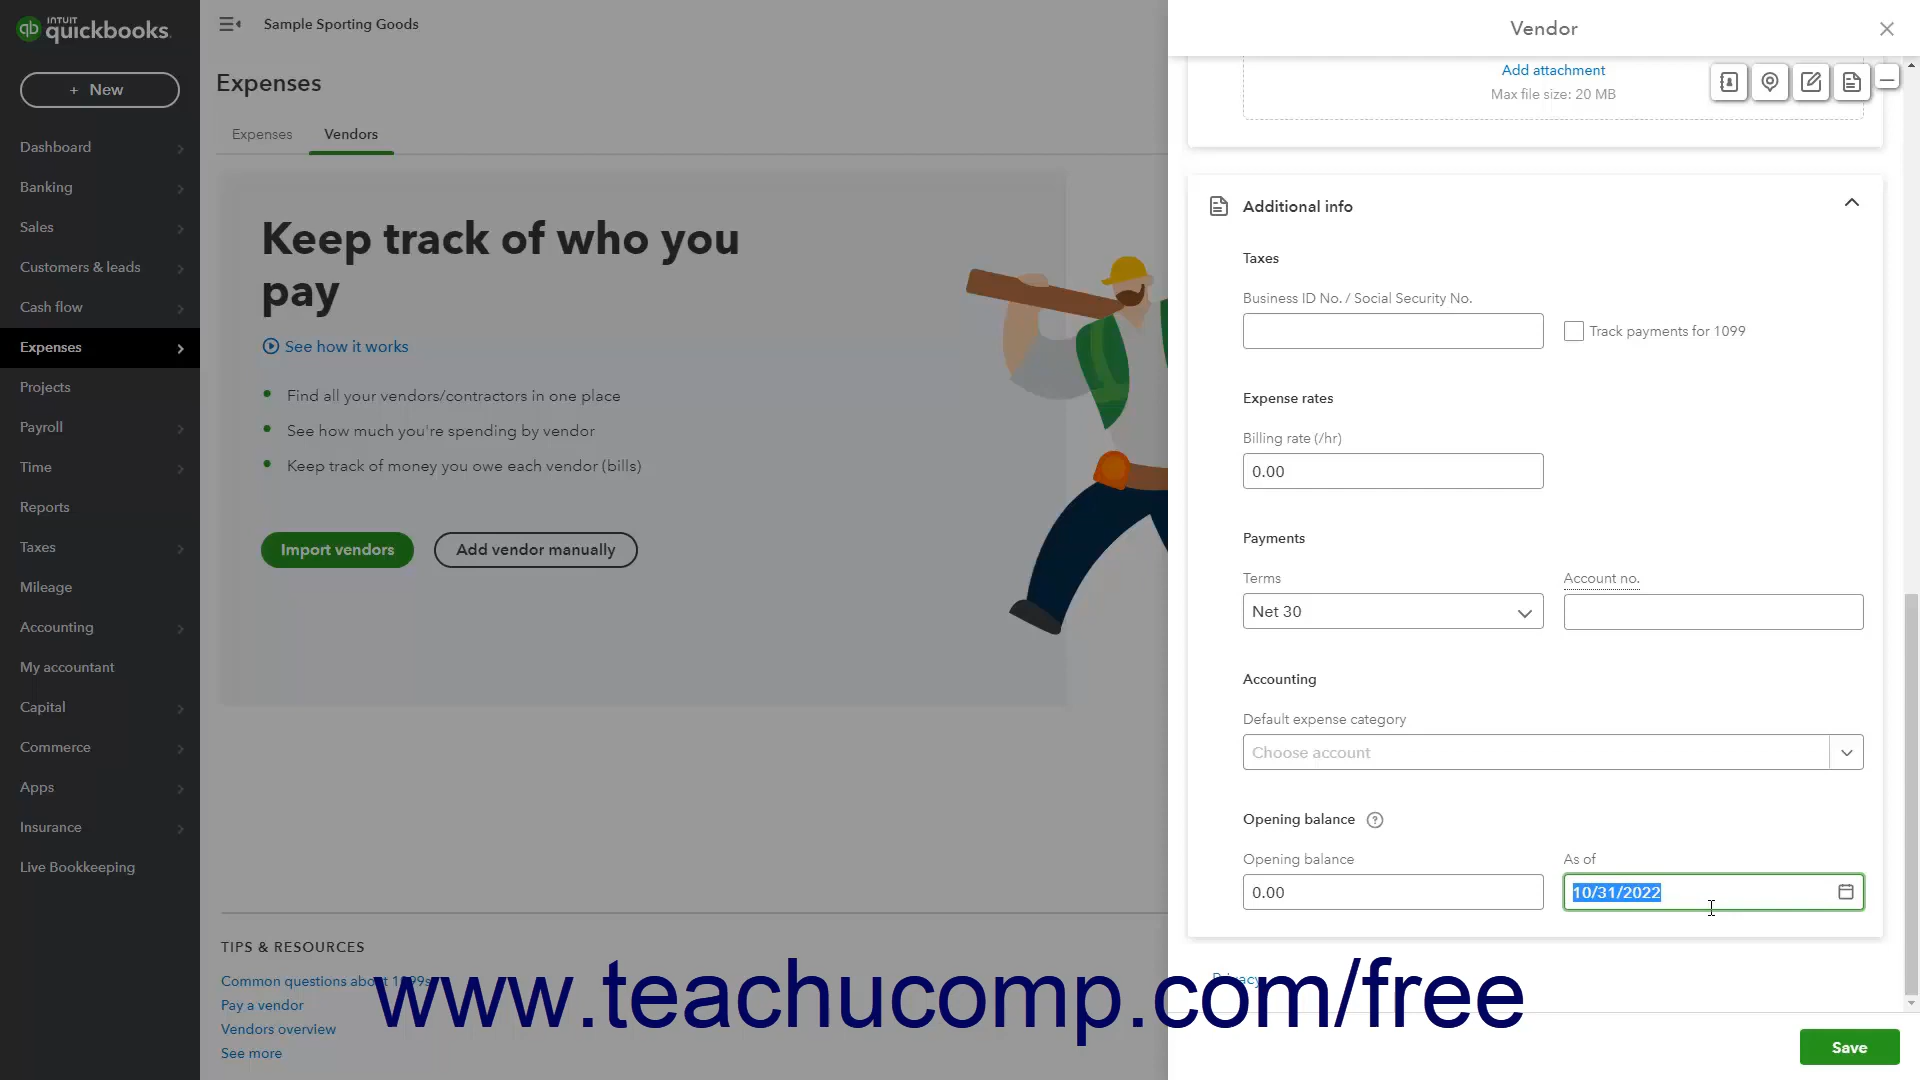 INTUIT
quickbooks
Sample Sporting Goods
+ New
Dashboard
Banking
Sales
Customers & leads
Cash flow
Expenses
Projects
Payroll
Time
Reports
Taxes
Mileage
Accounting
My accountant
Capital
Commerce
Apps
Insurance
Live Bookkeeping
Expenses
Expenses
Vendors
Keep track of who you
pay
See how it works
Find all your vendors/contractors in one place
See how much you're spending by vendor
Keep track of money you owe each vendor (bills)
Import vendors
Add vendor manually
TIPS & RESOURCES
Common questions about 1099s
Pay a vendor
Vendors overview
See more
Vendor
Add attachment
Max file size: 20 MB
Additional info
Taxes
Business ID No. / Social Security No.
Track payments for 1099
Expense rates
Billing rate (/hr)
0.00
Payments
Terms
Account no.
Net 30
Accounting
Default expense category
Choose account
Opening balance
Opening balance
As of
0.00
10/31/2022
Privacy
Save
www.teachucomp.com/free